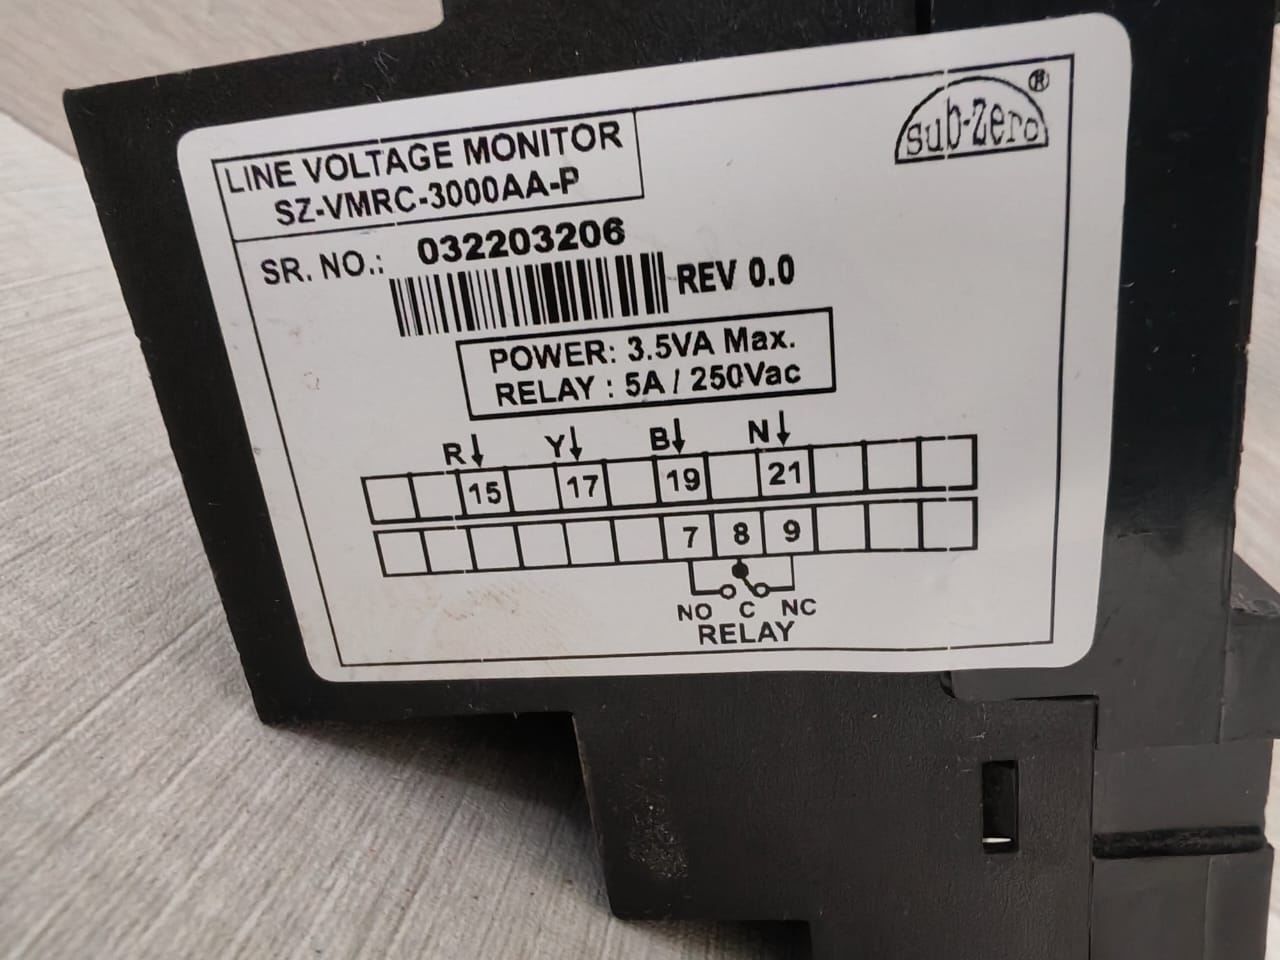 sub-zero ®
LINE VOLTAGE MONITOR
SZ-VMRC-3000AA-P
SR. NO.: 032203206
REV 0.0
POWER: 3.5VA Max.
RELAY : 5A / 250Vac
R Y B N
15 17 19 21
7 8 9
NO C NC
RELAY